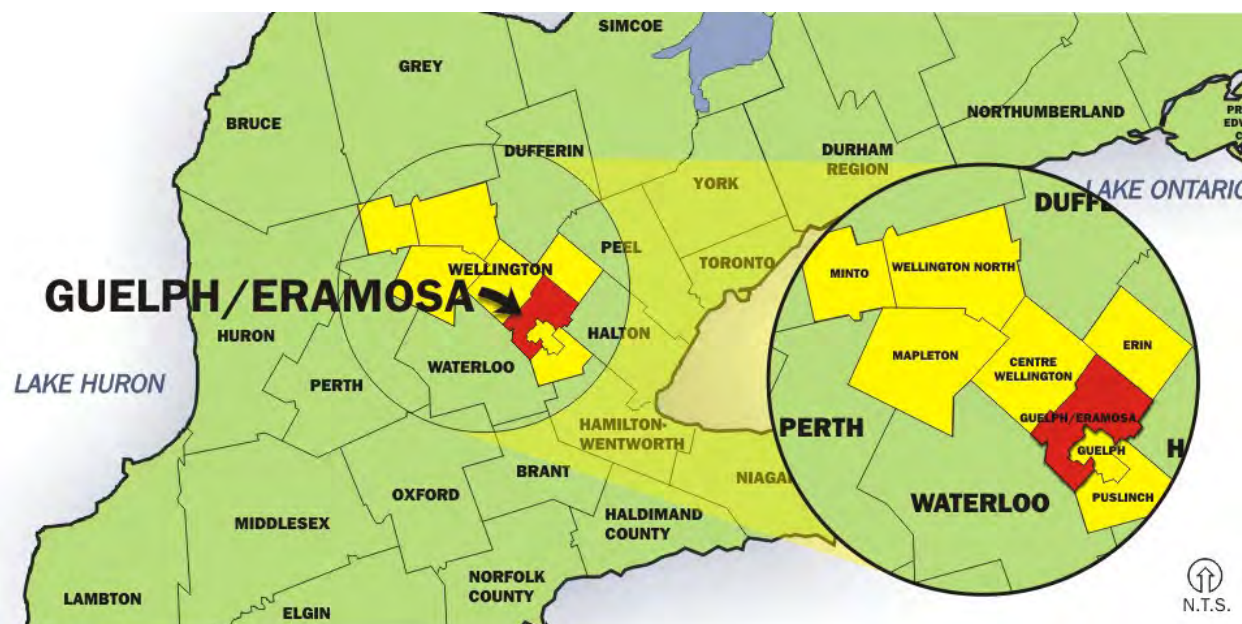 SIMCOE
GREY
NORTHUMBERLAND
BRUCE
DUFFERIN
DURHAM
REGION
YORK
LAKE ONTARIO
DUFFE
PEEL
WELLINGTON
TORONTO
MINTO
WELLINGTON NORTH
GUELPH/ERAMOSA
HURON
HALTON
ERIN
MAPLETON
CENTRE
WELLINGTON
WATERLOO
LAKE HURON
PERTH
GUELPH/ERAMOSA
HAMILTON-
WENTWORTH
PERTH
H
GUELPH
BRANT
NIAGA
PUSLINCH
OXFORD
WATERLOO
MIDDLESEX
HALDIMAND
COUNTY
NORFOLK
COUNTY
LAMBTON
ELGIN
N.T.S.